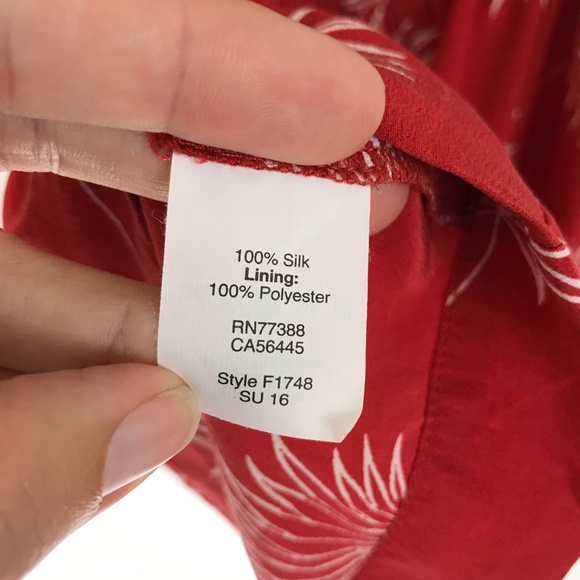 100% Silk
Lining:
100% Polyester
RN77388
CA56445
Style F1748
SU 16